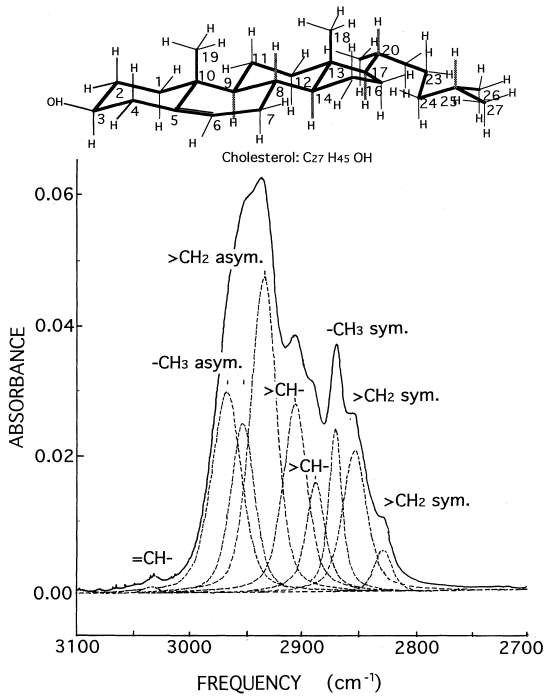 H H H H H
18 20
H H H H
19 11
H H H H H H
1 10 12 13 17 23
2 9 8 16 26
OH 3 4 5 6 7 14 24 25 27
H H H H H H H H
Cholesterol: C27 H45 OH
0.06
>CH2 asym.
0.04
-CH3 sym.
-CH3 asym.
>CH-
>CH2 sym.
ABSORBANCE
0.02
>CH-
>CH2 sym.
=CH-
0.00
3100 3000 2900 2800 2700
FREQUENCY (cm-1)